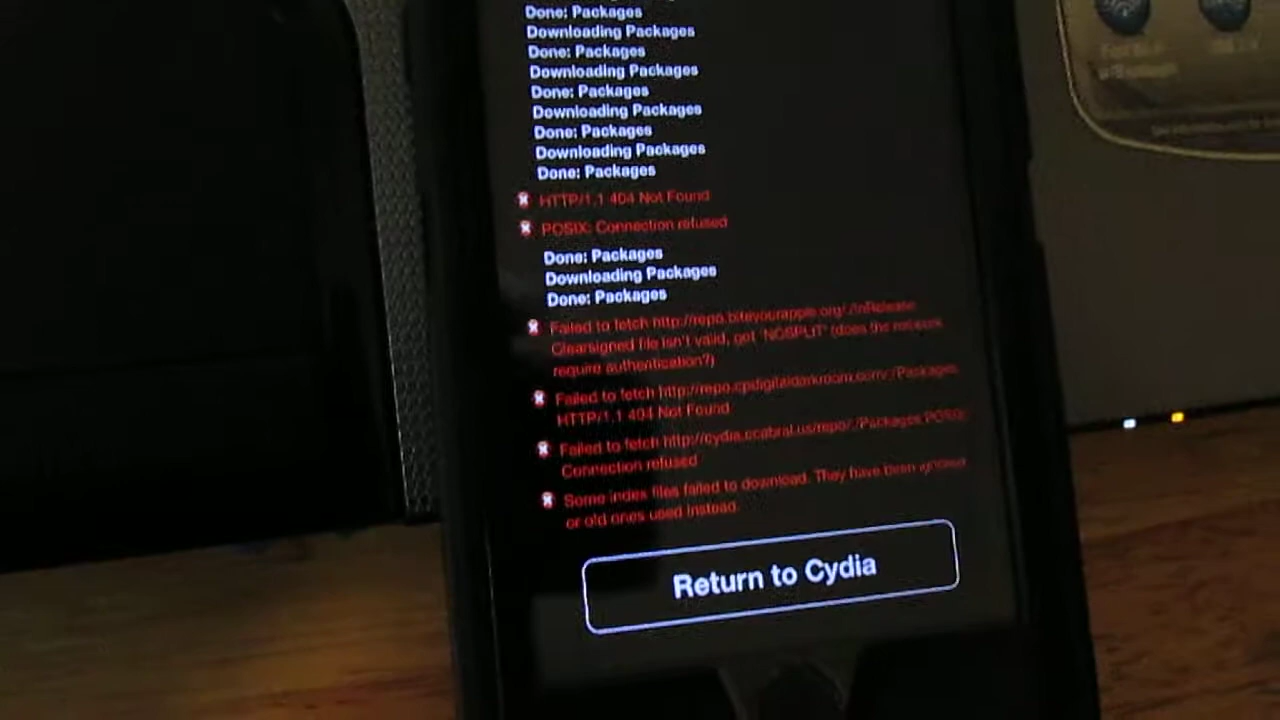 Done: Packages
Downloading Packages
Done: Packages
Downloading Packages
Done: Packages
Downloading Packages
Done: Packages
Downloading Packages
Done: Packages
HTTP/1.1 404 Not Found
POSIX: Connection refused
Done: Packages
Downloading Packages
Done: Packages
Failed to fetch http://repo.biteyourapple.org/./InRelease
Clearsigned file isn't valid, got 'NOSPLIT' (does the network
require authentication?)
Failed to fetch http://repo.cpdigitaldarkroom.com/./Packages
HTTP/1.1 404 Not Found
Failed to fetch http://cydia.ccabral.us/repo/./Packages POSIX:
Connection refused
Some index files failed to download. They have been ignored
or old ones used instead.
Return to Cydia